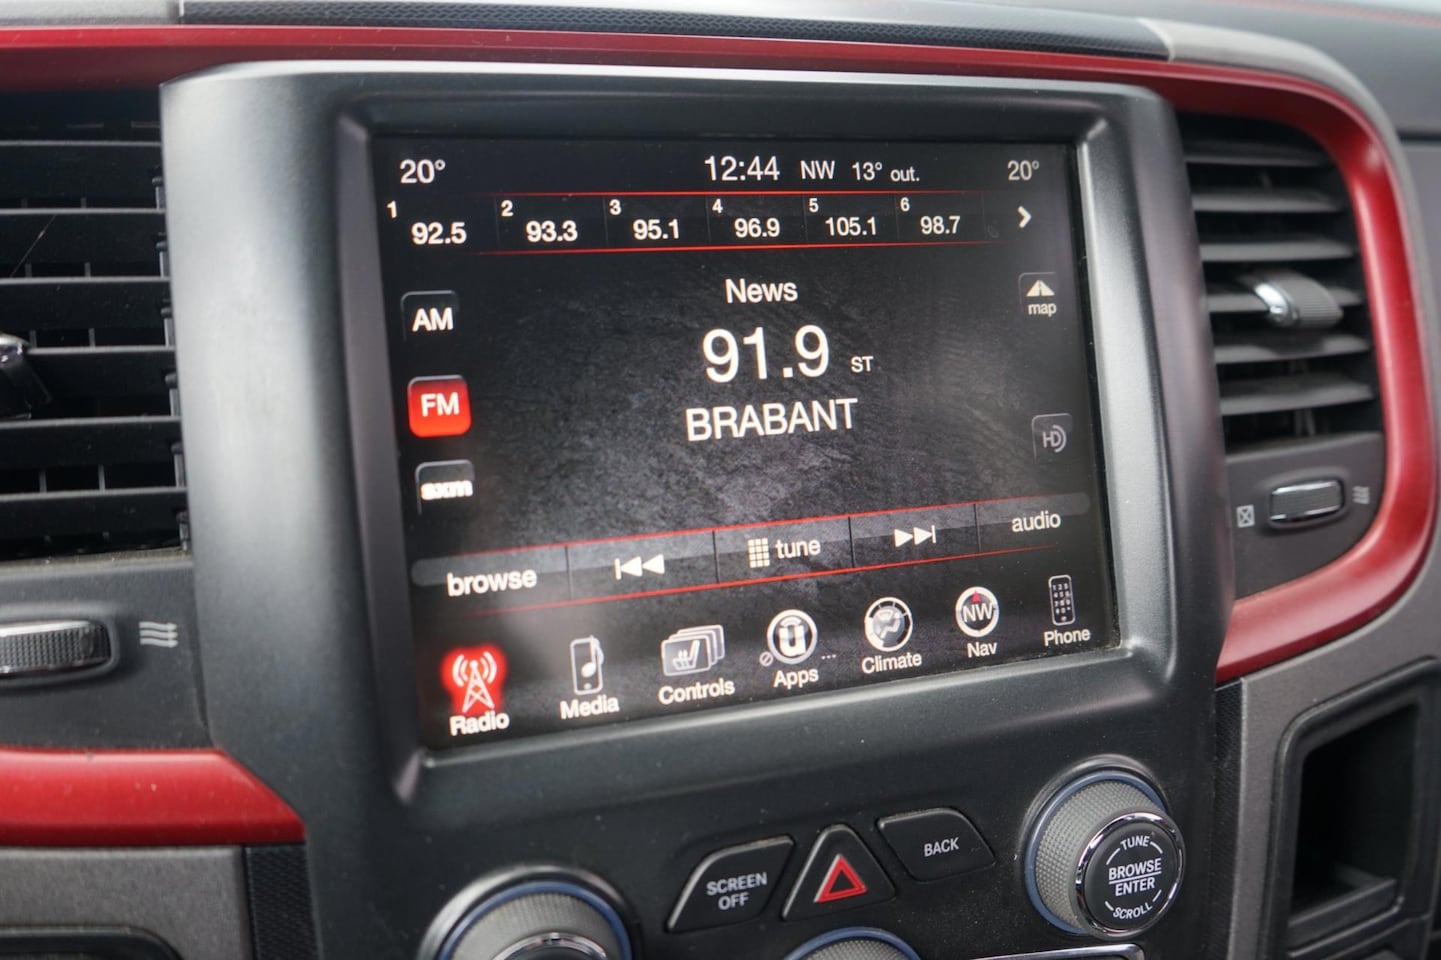 20° 12:44 NW 13° out. 20°
1 92.5 2 93.3 3 95.1 4 96.9 5 105.1 6 98.7
News
map
AM
91.9 ST
FM
BRABANT
HD
sxm
browse tune audio
Radio Media Controls Apps Climate NW Nav Phone
SCREEN
OFF
BACK
TUNE
BROWSE
ENTER
SCROLL